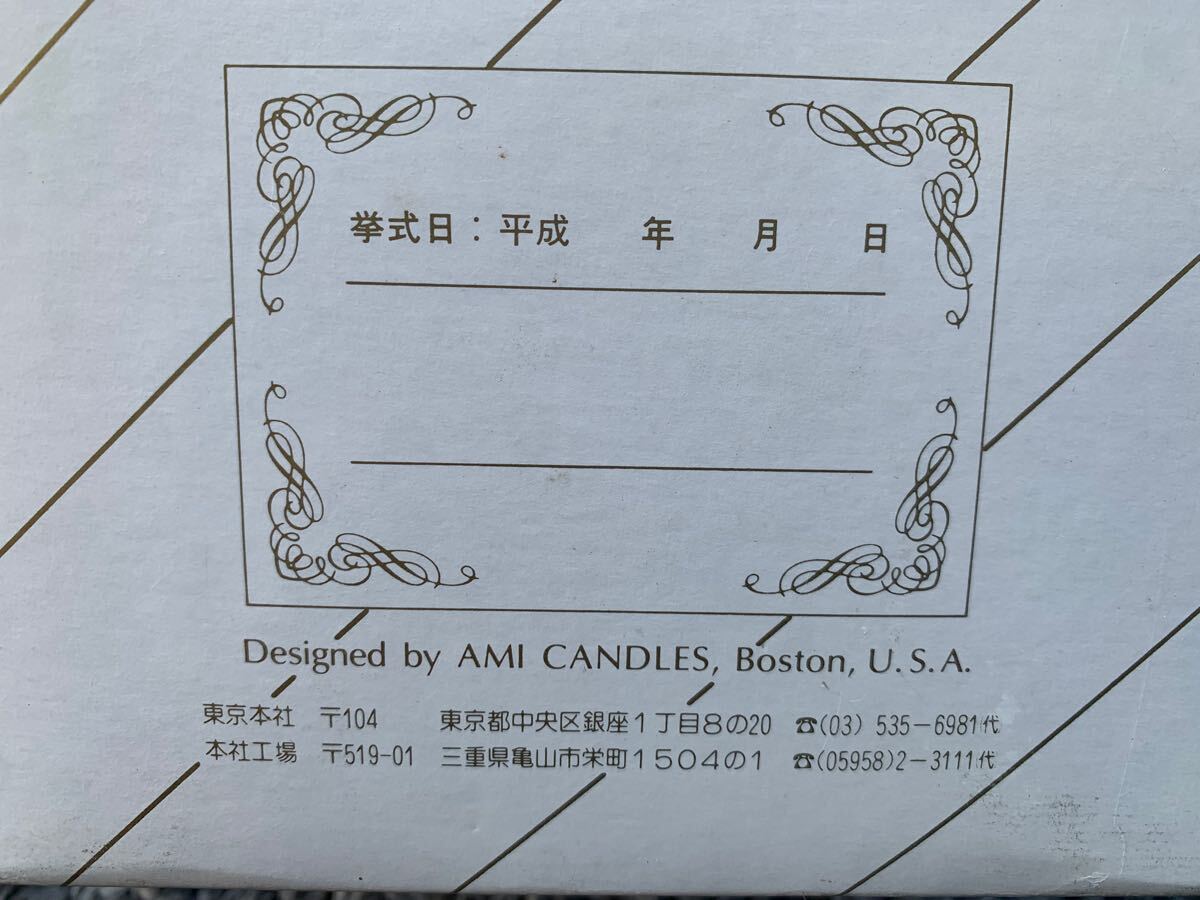 挙式日：平成　　年　　月　　日
Designed by AMI CANDLES, Boston, U.S.A.
東京本社　〒104　東京都中央区銀座1丁目8の20　☎(03) 535-6981代
本社工場　〒519-01　三重県亀山市栄町1504の1　☎(05958)2-3111代